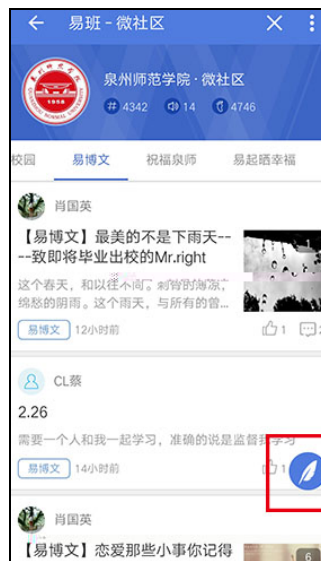 易班 - 微社区
泉州师范学院 · 微社区
4342 14 4746
校园 易博文 祝福泉师 易起晒幸福
肖国英
【易博文】最美的不是下雨天--
--致即将毕业出校的Mr.right
这个春天，和以往不同。刺骨的海凉，
绵愁的阴雨。这个雨天，与所有的曾...
易博文 12小时前 1
CL蔡
2.26
需要一个人和我一起学习，准确的说是监督我学习
易博文 14小时前 1
肖国英
【易博文】恋爱那些小事你记得
6